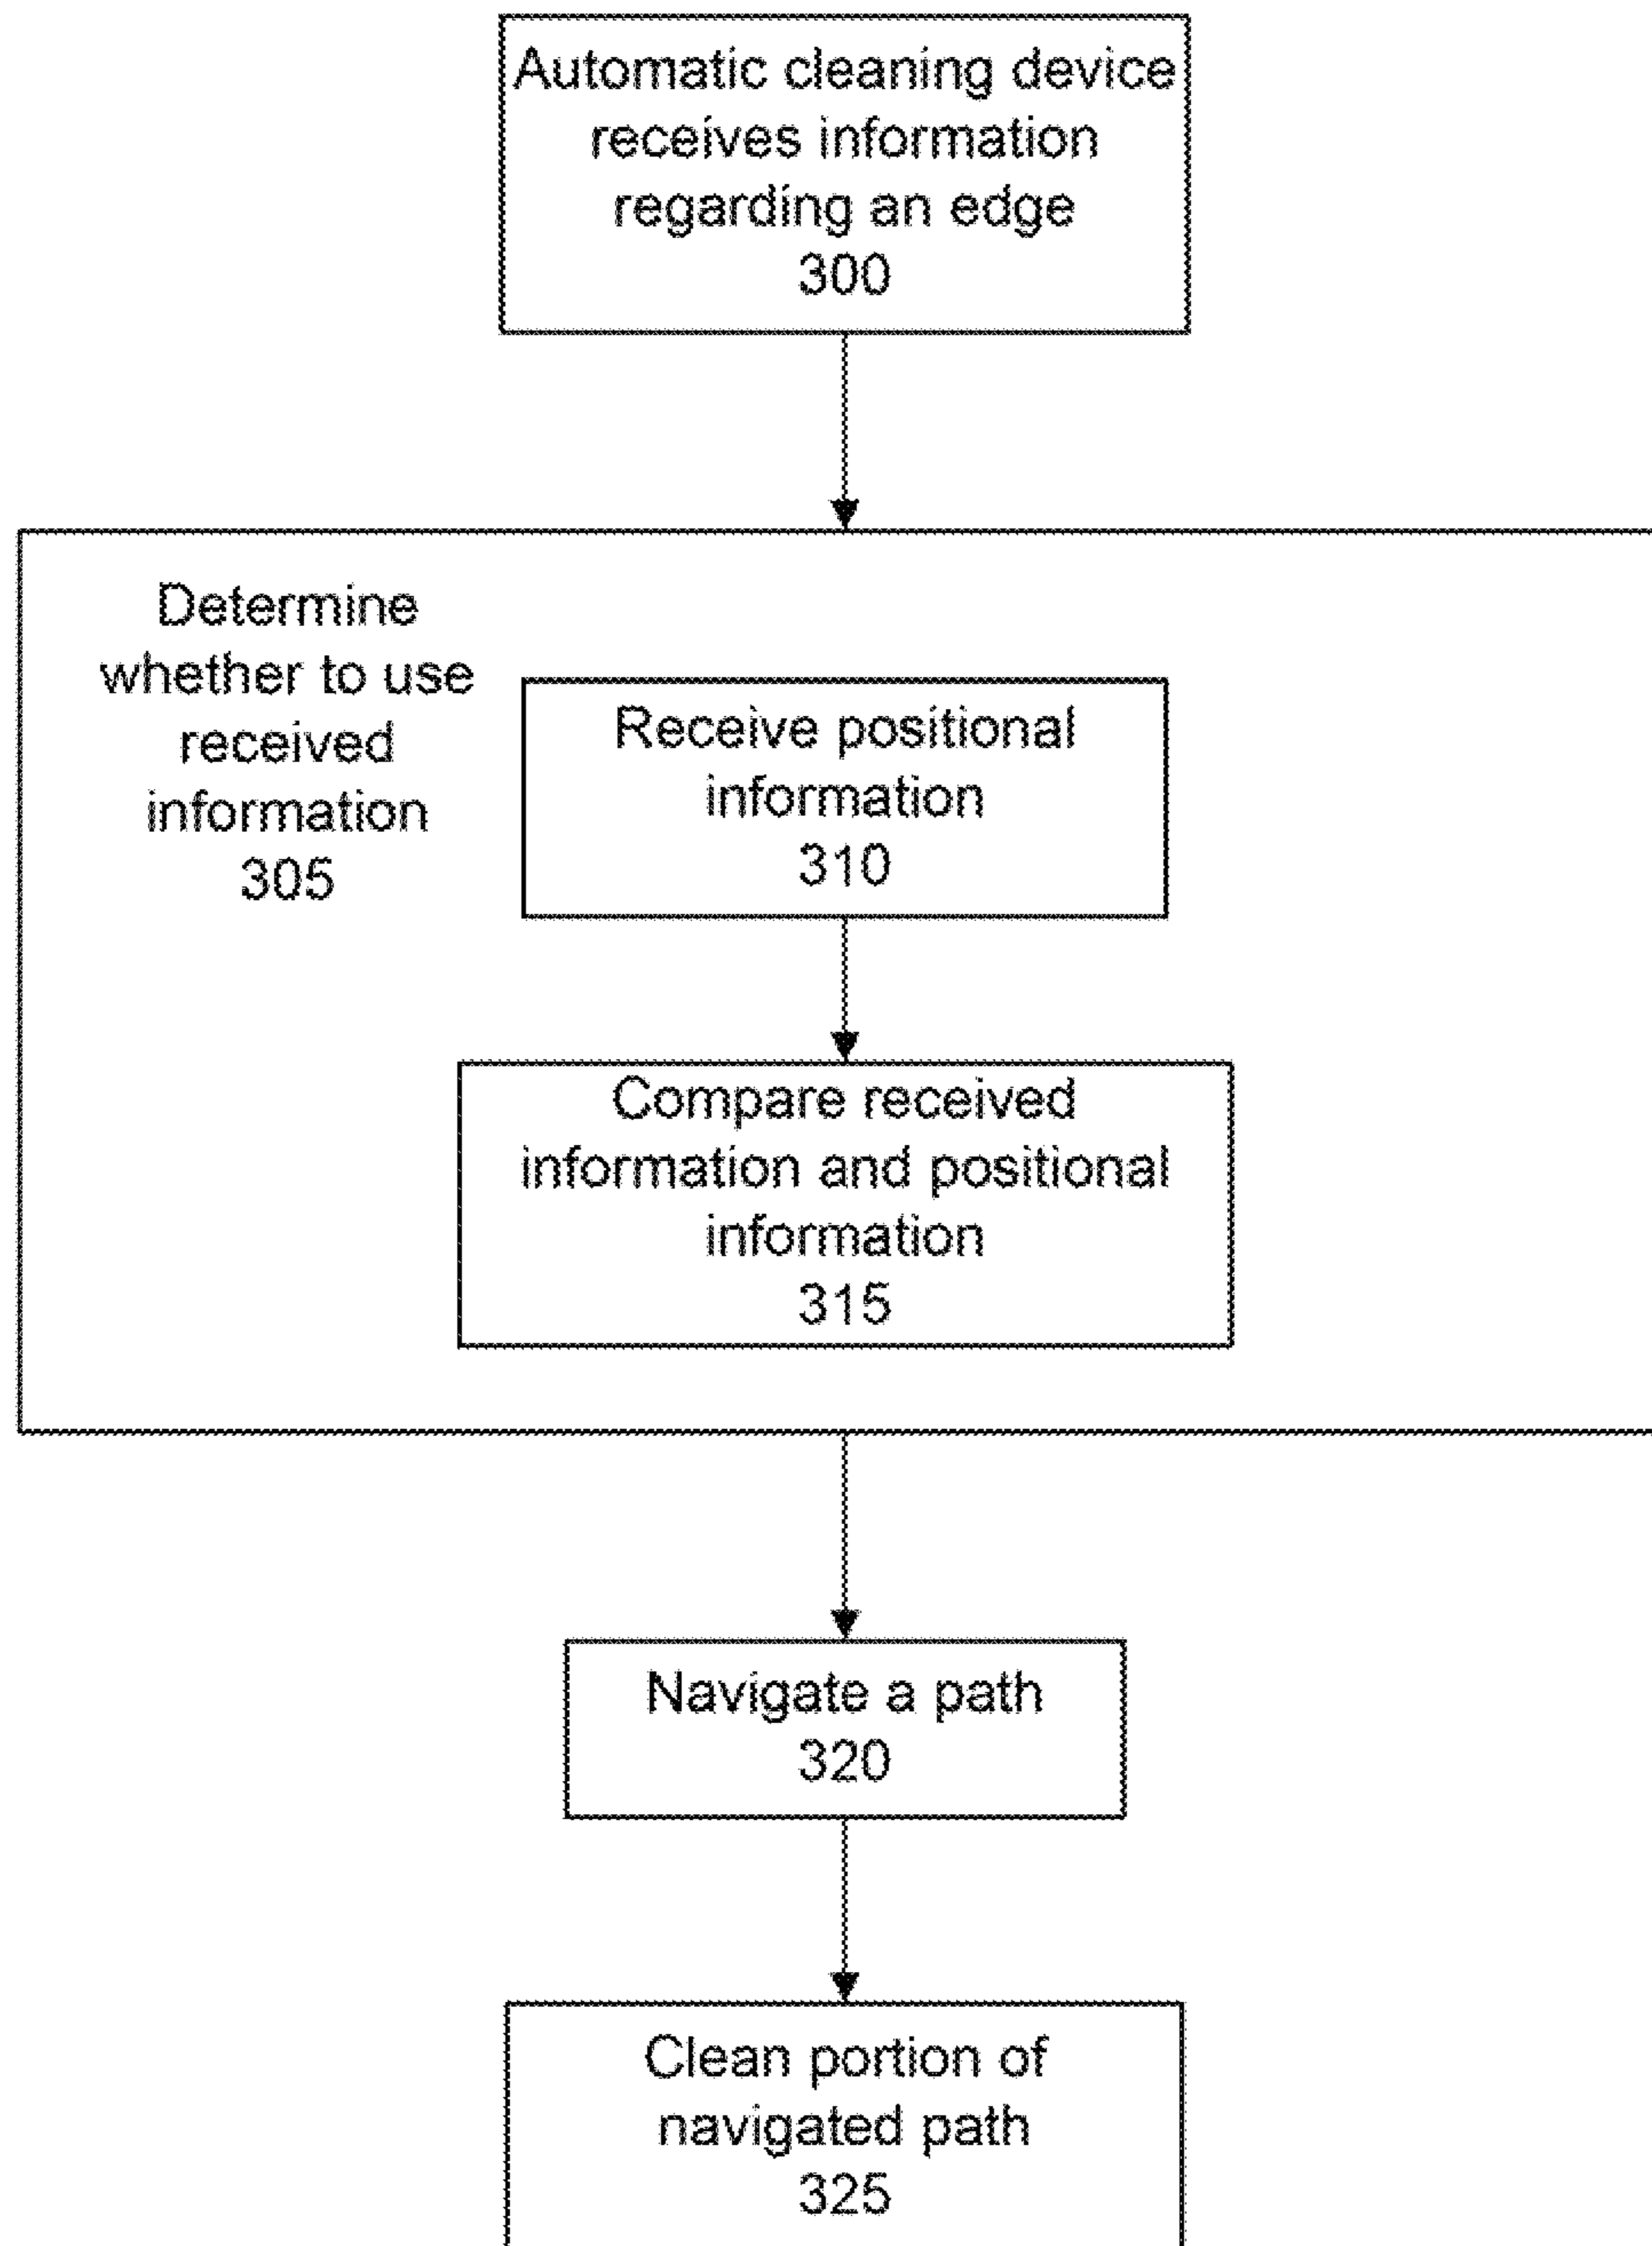 Automatic cleaning device
receives information
regarding an edge
300
Determine
whether to use
received
information
305
Receive positional
information
310
Compare received
information and positional
information
315
Navigate a path
320
Clean portion of
navigated path
325